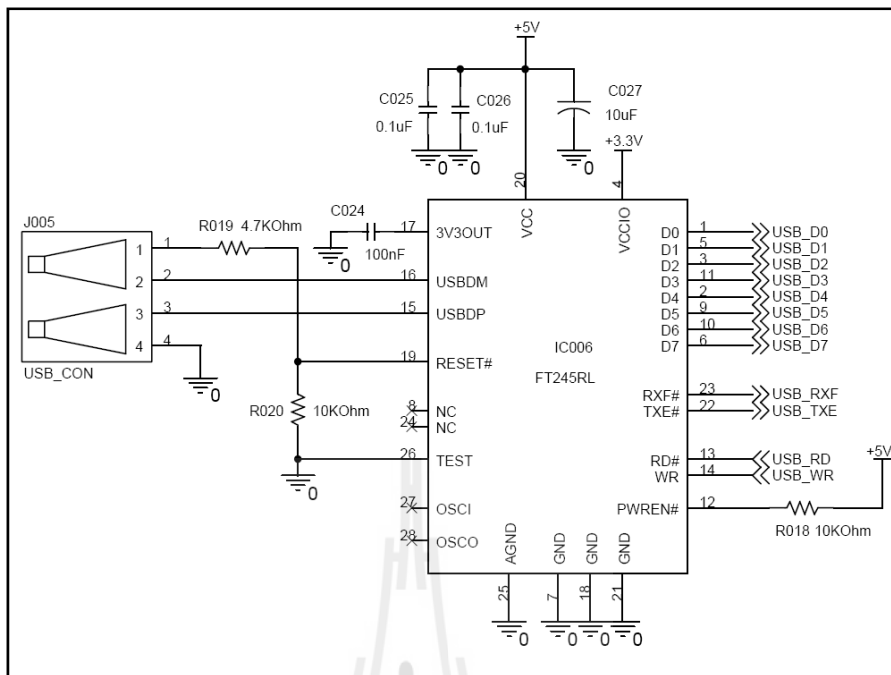 +5V
C025
0.1uF
C026
0.1uF
C027
10uF
+3.3V
0
0
0
20
4
VCC
VCCIO
J005
1
2
3
4
1
2
3
4
USB_CON
0
R019 4.7KOhm
C024
100nF
0
R020 10KOhm
0
17 3V3OUT
16 USBDM
15 USBDP
19 RESET#
8 NC
24 NC
26 TEST
27 OSCI
28 OSCO
IC006
FT245RL
D0 1 USB_D0
D1 5 USB_D1
D2 3 USB_D2
D3 11 USB_D3
D4 2 USB_D4
D5 9 USB_D5
D6 10 USB_D6
D7 6 USB_D7
RXF# 23 USB_RXF
TXE# 22 USB_TXE
RD# 13 USB_RD
WR 14 USB_WR
PWREN# 12
+5V
R018 10KOhm
AGND
GND
GND
GND
25
7
18
21
0
0
0
0